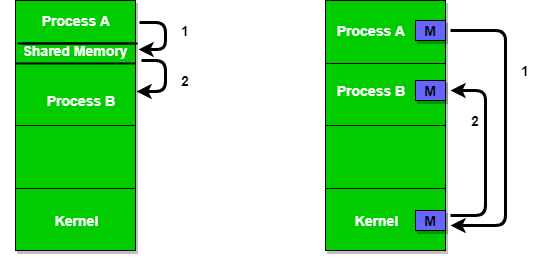 Process A
1
Shared Memory
2
Process B
Kernel
Process A M
1
Process B M
2
Kernel M